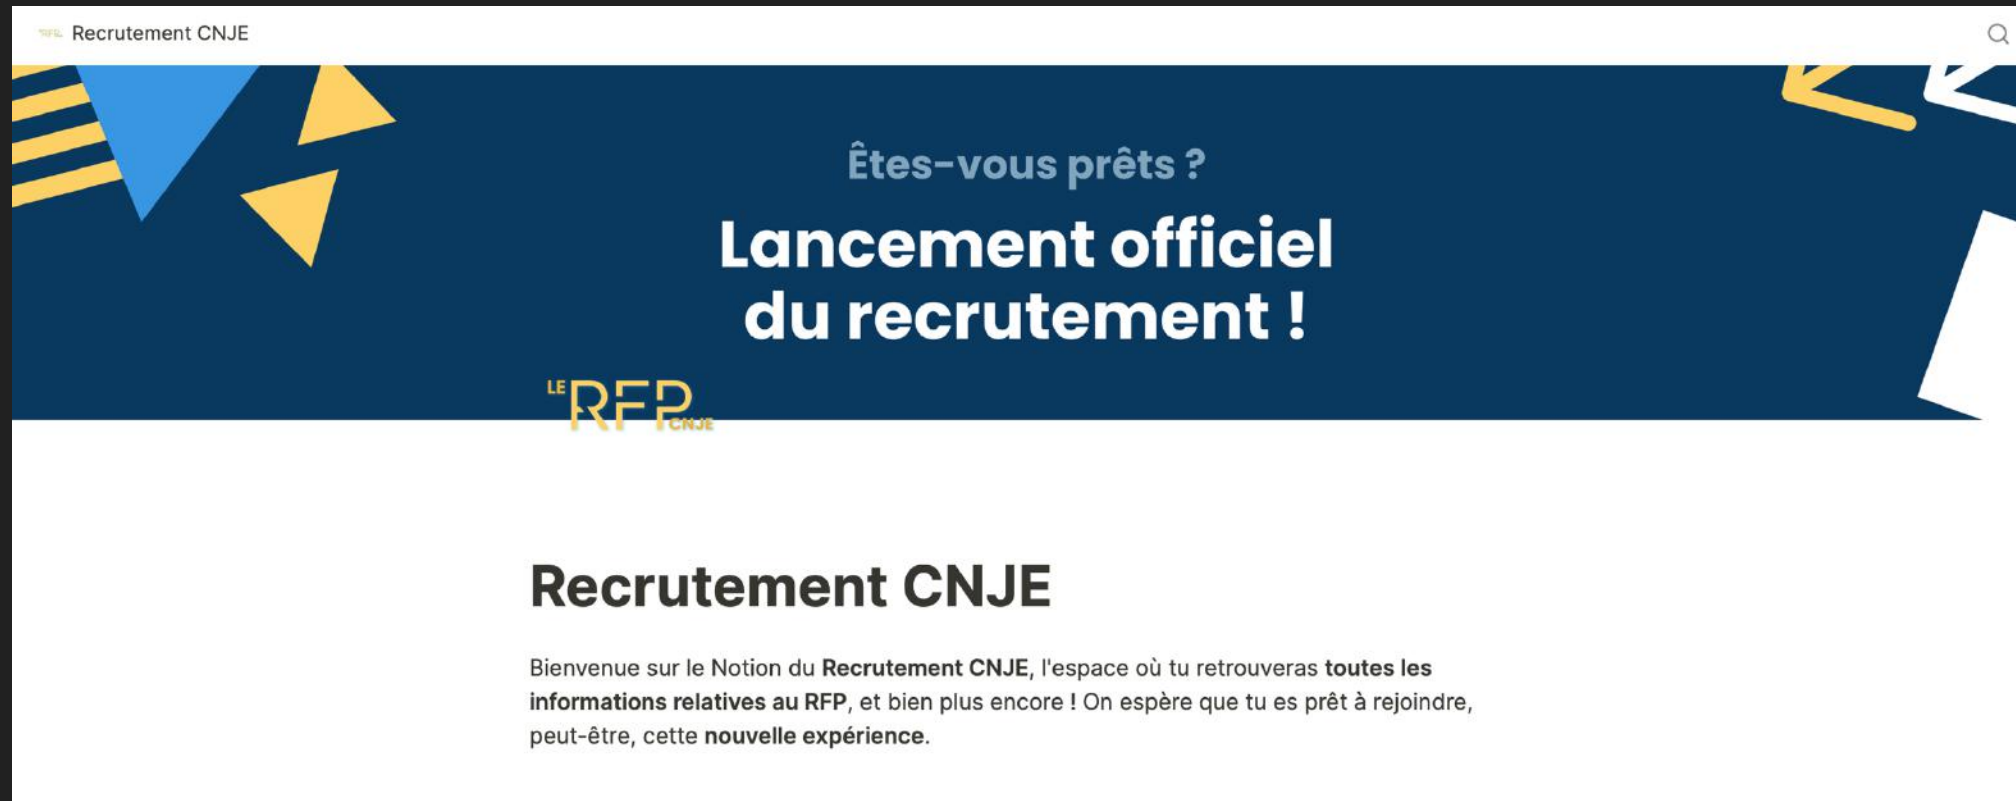 Recrutement CNJE
Êtes-vous prêts ?
Lancement officiel
du recrutement !
LE RFP CNJE
Recrutement CNJE
Bienvenue sur le Notion du Recrutement CNJE, l'espace où tu retrouveras toutes les
informations relatives au RFP, et bien plus encore ! On espère que tu es prêt à rejoindre,
peut-être, cette nouvelle expérience.